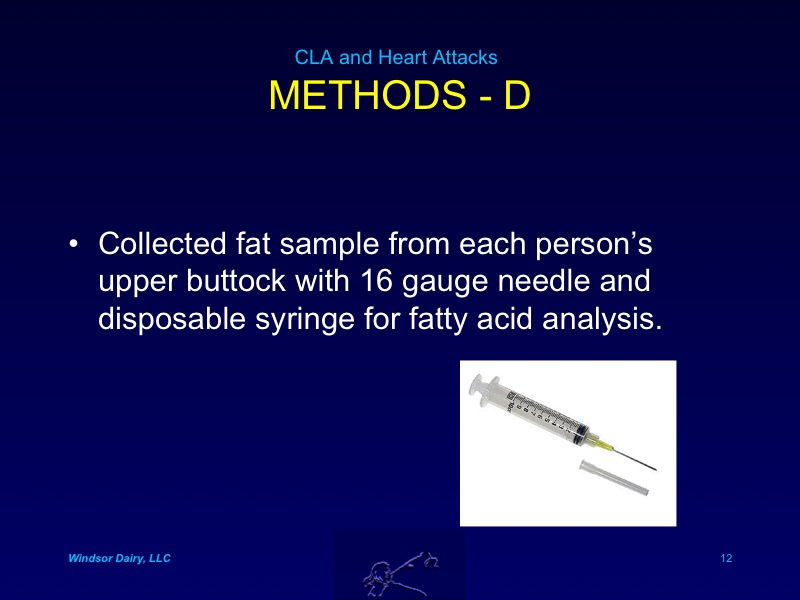 CLA and Heart Attacks
METHODS - D
• Collected fat sample from each person’s
upper buttock with 16 gauge needle and
disposable syringe for fatty acid analysis.
Windsor Dairy, LLC
12